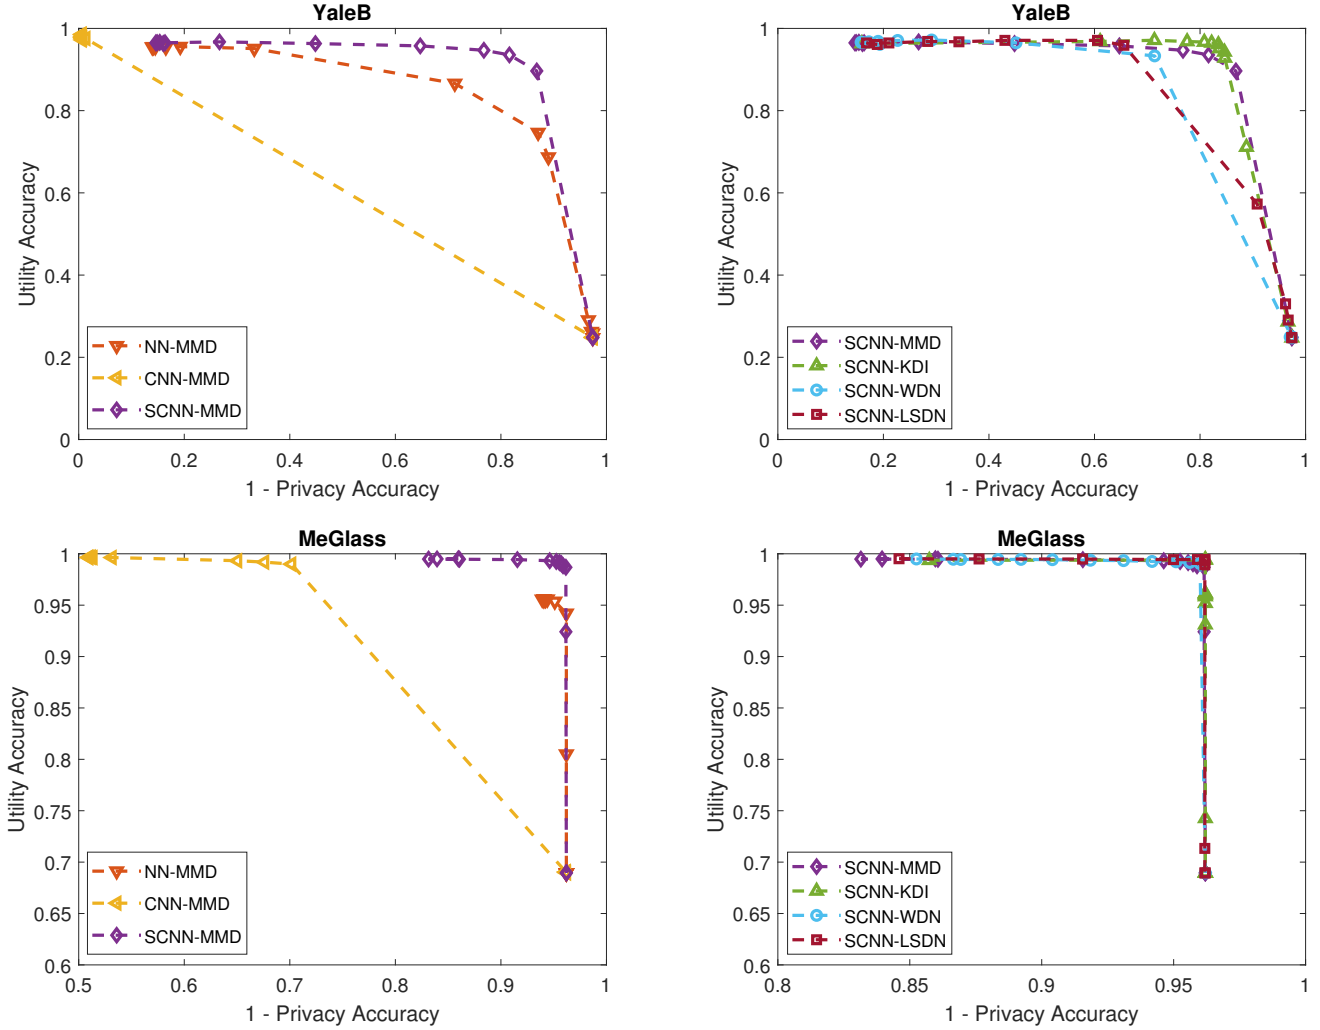 YaleB
1
0.8
0.6
0.4
0.2
0
Utility Accuracy
NN-MMD
CNN-MMD
SCNN-MMD
0 0.2 0.4 0.6 0.8 1
1 - Privacy Accuracy
YaleB
1
0.8
0.6
0.4
0.2
0
Utility Accuracy
SCNN-MMD
SCNN-KDI
SCNN-WDN
SCNN-LSDN
0 0.2 0.4 0.6 0.8 1
1 - Privacy Accuracy
MeGlass
1
0.95
0.9
0.85
0.8
0.75
0.7
0.65
0.6
Utility Accuracy
NN-MMD
CNN-MMD
SCNN-MMD
0.5 0.6 0.7 0.8 0.9 1
1 - Privacy Accuracy
MeGlass
1
0.95
0.9
0.85
0.8
0.75
0.7
0.65
0.6
Utility Accuracy
SCNN-MMD
SCNN-KDI
SCNN-WDN
SCNN-LSDN
0.8 0.85 0.9 0.95 1
1 - Privacy Accuracy